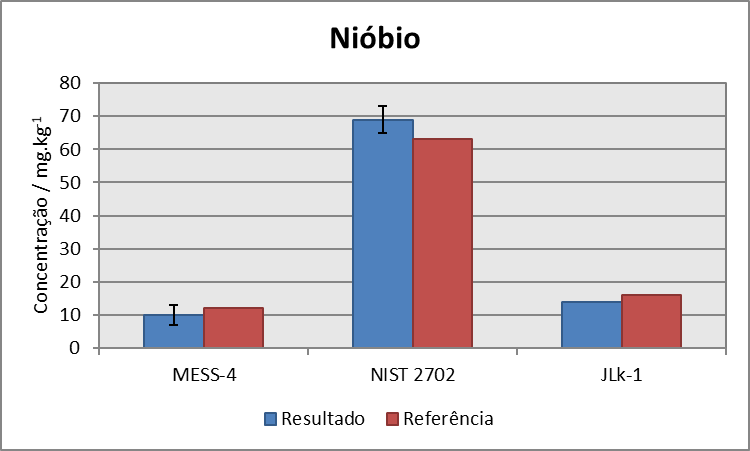 Nióbio
Concentração / mg.kg⁻¹
80
70
60
50
40
30
20
10
0
MESS-4 NIST 2702 JLk-1
Resultado Referência